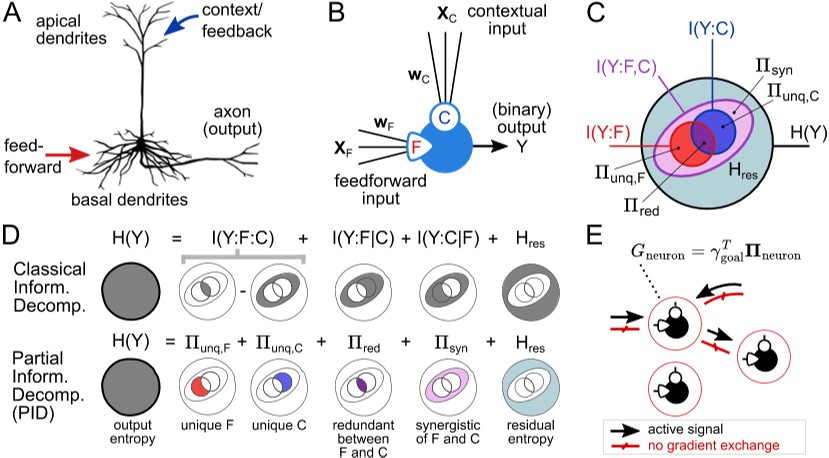 A
apical
dendrites
context/
feedback
axon
(output)
feed-
forward
basal dendrites
B
X_C contextual
input
w_C
C
w_F
X_F
F
(binary)
output
Y
feedforward
input
C
I(Y:C)
I(Y:F,C)
Π_syn
Π_unq,C
I(Y:F)
H(Y)
Π_unq,F
H_res
Π_red
D
H(Y) = I(Y:F:C) + I(Y:F|C) + I(Y:C|F) + H_res
Classical
Inform.
Decomp.
-
H(Y) = Π_unq,F + Π_unq,C + Π_red + Π_syn + H_res
Partial
Inform.
Decomp.
(PID)
output
entropy
unique F
unique C
redundant
between
F and C
synergistic
of F and C
residual
entropy
E
G_neuron = γ^T_goal Π_neuron
active signal
no gradient exchange